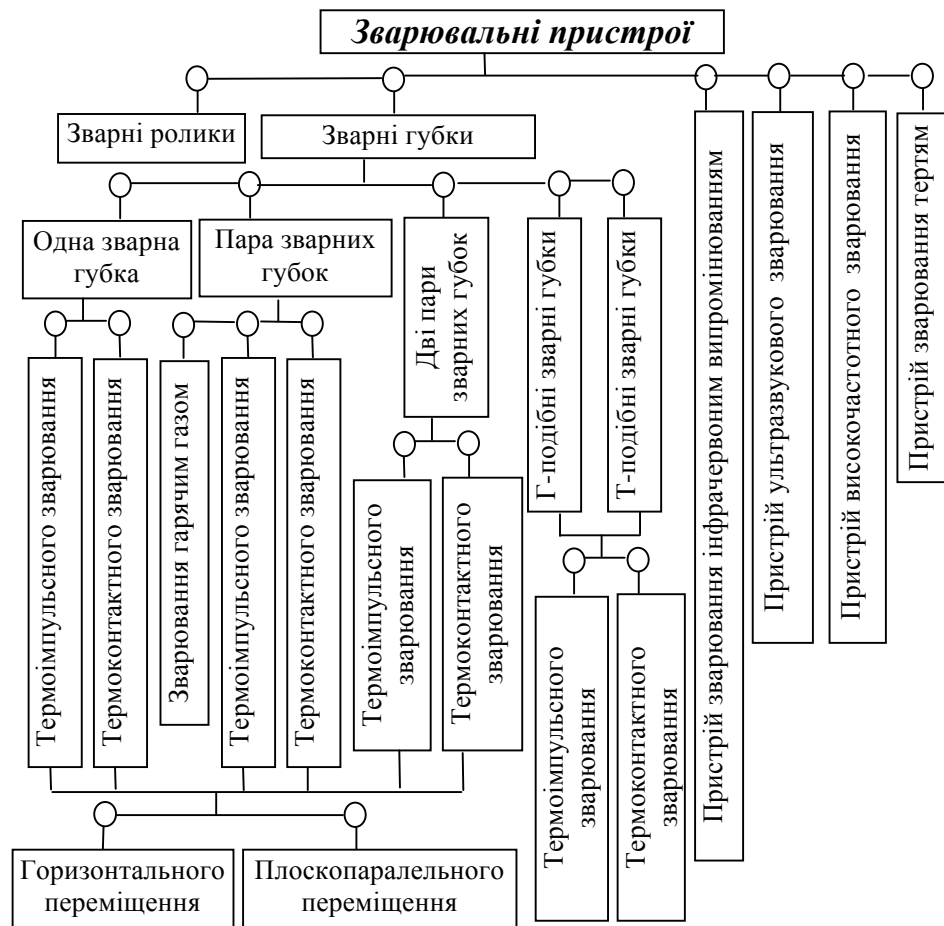 Зварювальні пристрої
Зварні ролики
Зварні губки
Пристрій зварювання інфрачервоним випромінюванням
Пристрій ультразвукового зварювання
Пристрій високочастотного зварювання
Пристрій зварювання тертям
Одна зварна
губка
Пара зварних
губок
Дві пари
зварних губок
Г-подібні зварні губки
Т-подібні зварні губки
Термоімпульсного зварювання
Термоконтактного зварювання
Зварювання гарячим газом
Термоімпульсного зварювання
Термоконтактного зварювання
Термоімпульсного
зварювання
Термоконтактного
зварювання
Термоімпульсного
зварювання
Термоконтактного
зварювання
Горизонтального
переміщення
Плоскопаралельного
переміщення